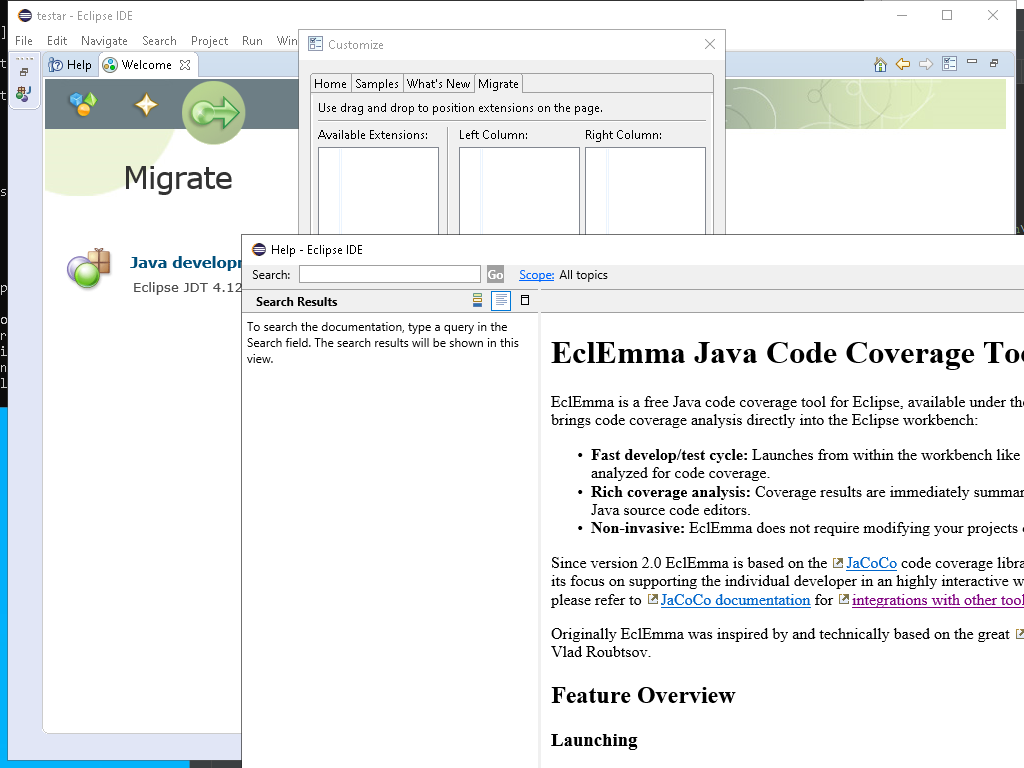 testar - Eclipse IDE
File Edit Navigate Search Project Run Win
Help Welcome
Migrate
Java developm
Eclipse JDT 4.12
Customize
Home Samples What's New Migrate
Use drag and drop to position extensions on the page.
Available Extensions: Left Column: Right Column:
Help - Eclipse IDE
Search: Go Scope: All topics
Search Results
To search the documentation, type a query in the
Search field. The search results will be shown in this
view.
EclEmma Java Code Coverage Too
EclEmma is a free Java code coverage tool for Eclipse, available under the
brings code coverage analysis directly into the Eclipse workbench:
• Fast develop/test cycle: Launches from within the workbench like
analyzed for code coverage.
• Rich coverage analysis: Coverage results are immediately summar
Java source code editors.
• Non-invasive: EclEmma does not require modifying your projects
Since version 2.0 EclEmma is based on the JaCoCo code coverage libra
its focus on supporting the individual developer in an highly interactive w
please refer to JaCoCo documentation for integrations with other tool
Originally EclEmma was inspired by and technically based on the great
Vlad Roubtsov.
Feature Overview
Launching